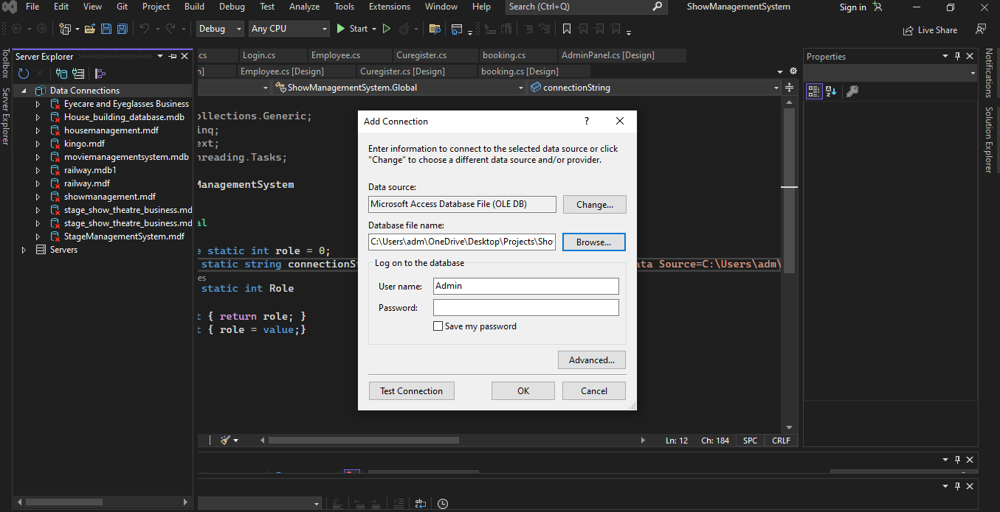 File Edit View Git Project Build Debug Test Analyze Tools Extensions Window Help Search (Ctrl+Q) ShowManagementSystem Sign in
Debug Any CPU Start Live Share
Toolbox
Server Explorer
Server Explorer
Data Connections
Eyecare and Eyeglasses Business
House_building_database.mdb
housemanagement.mdf
kingo.mdf
moviemanagementsystem.mdb
railway.mdb1
railway.mdf
showmanagement.mdf
stage_show_theatre_business.md
stage_show_theatre_business.md
StageManagementSystem.mdf
Servers
.cs Login.cs Employee.cs Curegister.cs booking.cs AdminPanel.cs [Design]
n] Employee.cs [Design] Curegister.cs [Design] booking.cs [Design]
ShowManagementSystem.Global connectionString
ollections.Generic;
inq;
ext;
hreading.Tasks;
ManagementSystem
al
e static int role = 0;
static string connectionS
ata Source=C:\Users\adm\
es
static int Role
t { return role; }
t { role = value;}
Add Connection ?
Enter information to connect to the selected data source or click
"Change" to choose a different data source and/or provider.
Data source:
Microsoft Access Database File (OLE DB) Change...
Database file name:
C:\Users\adm\OneDrive\Desktop\Projects\Sho Browse...
Log on to the database
User name: Admin
Password:
Save my password
Advanced...
Test Connection OK Cancel
Ln: 12 Ch: 184 SPC CRLF
Properties
Notifications
Solution Explorer